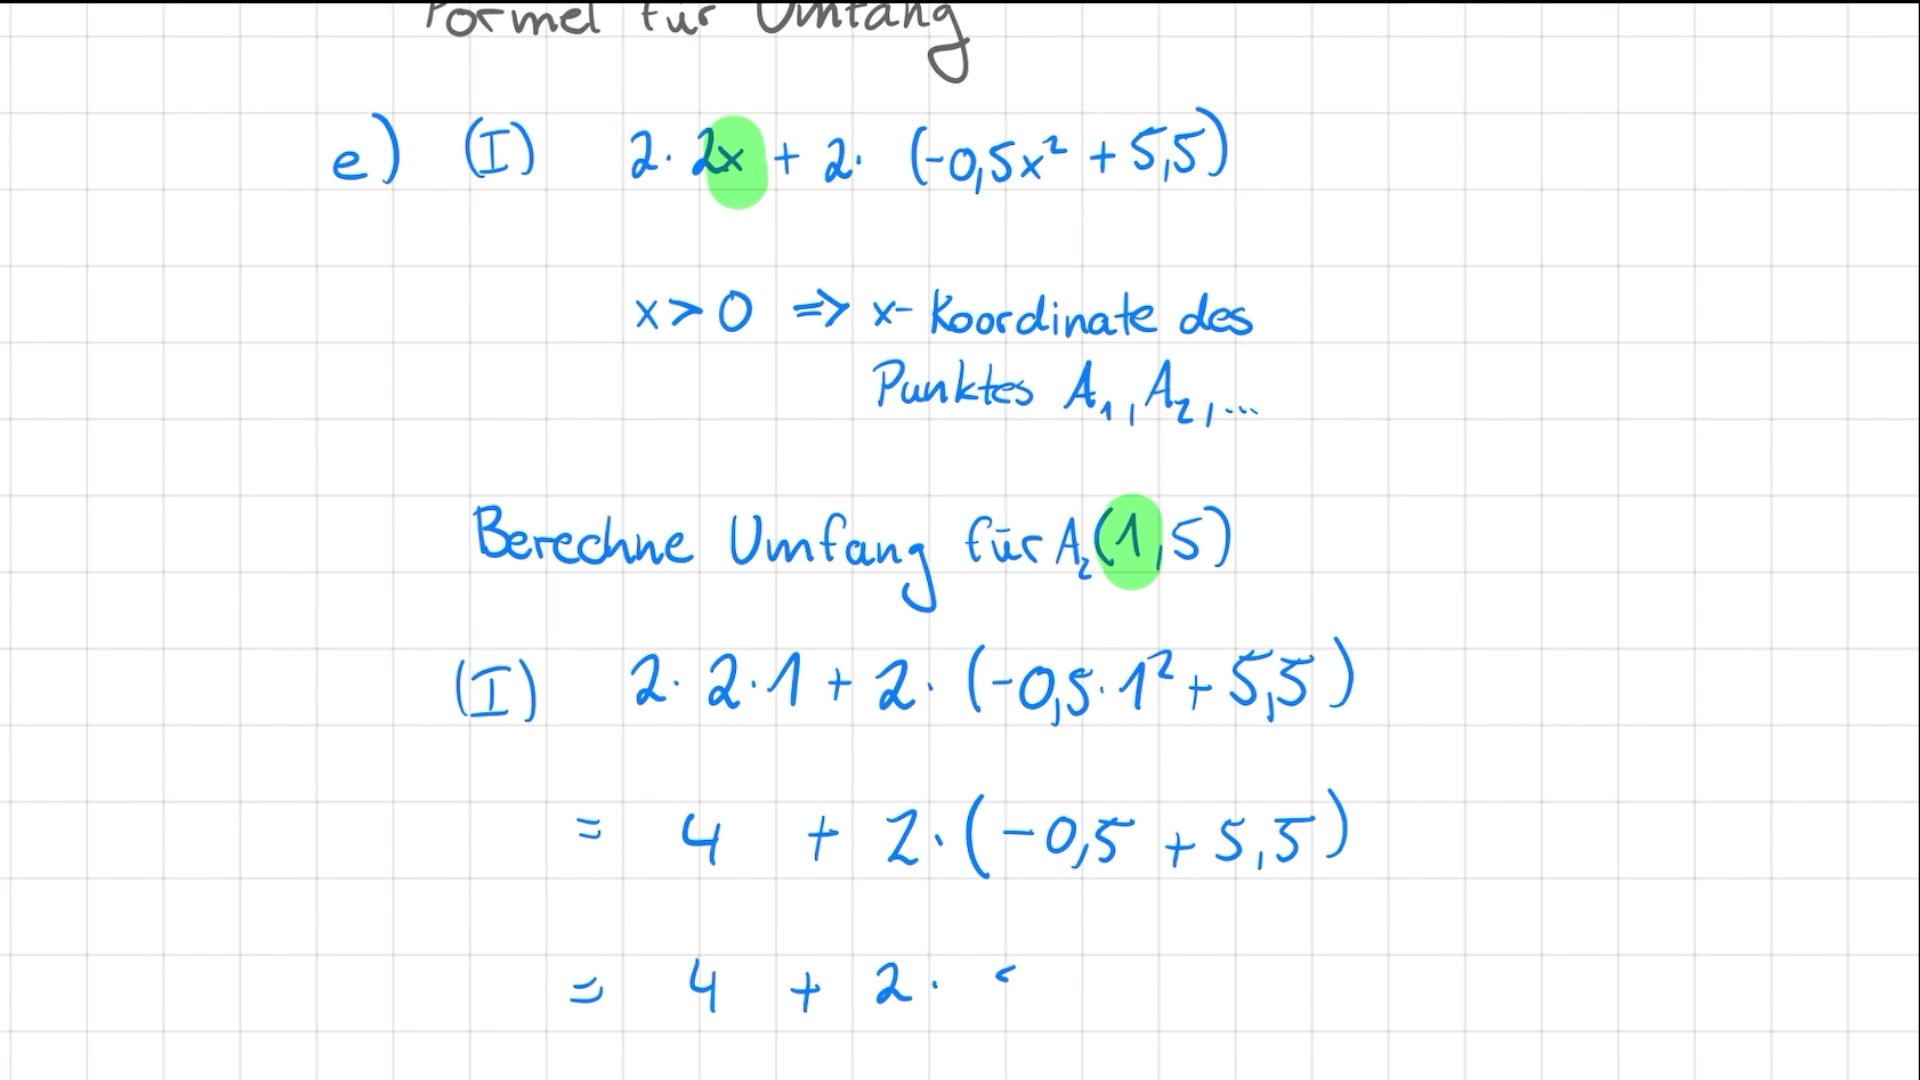 Formel für Umfang
e) (I) 2 · 2x + 2 · (-0,5x² + 5,5)
x > 0 ⇒ x-Koordinate des
Punktes A₁, A₂, ...
Berechne Umfang für A₂(1,5)
(I) 2 · 2 · 1 + 2 · (-0,5 · 1² + 5,5)
= 4 + 2 · (-0,5 + 5,5)
= 4 + 2 ·